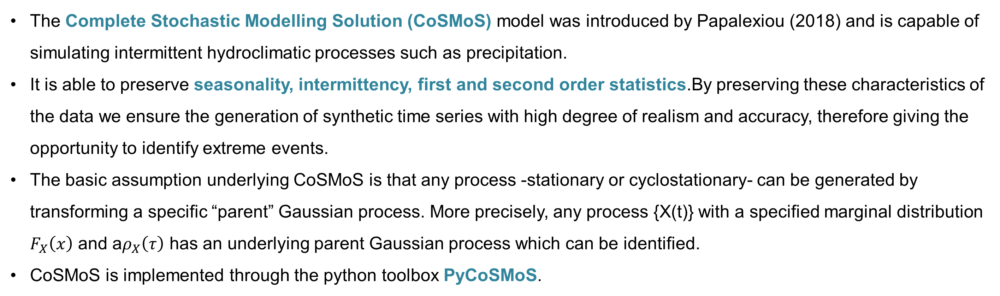 • The Complete Stochastic Modelling Solution (CoSMoS) model was introduced by Papalexiou (2018) and is capable of
simulating intermittent hydroclimatic processes such as precipitation.
• It is able to preserve seasonality, intermittency, first and second order statistics.By preserving these characteristics of
the data we ensure the generation of synthetic time series with high degree of realism and accuracy, therefore giving the
opportunity to identify extreme events.
• The basic assumption underlying CoSMoS is that any process -stationary or cyclostationary- can be generated by
transforming a specific “parent” Gaussian process. More precisely, any process {X(t)} with a specified marginal distribution
𝐹𝑋(𝑥) and a𝜌𝑋(𝜏) has an underlying parent Gaussian process which can be identified.
• CoSMoS is implemented through the python toolbox PyCoSMoS.